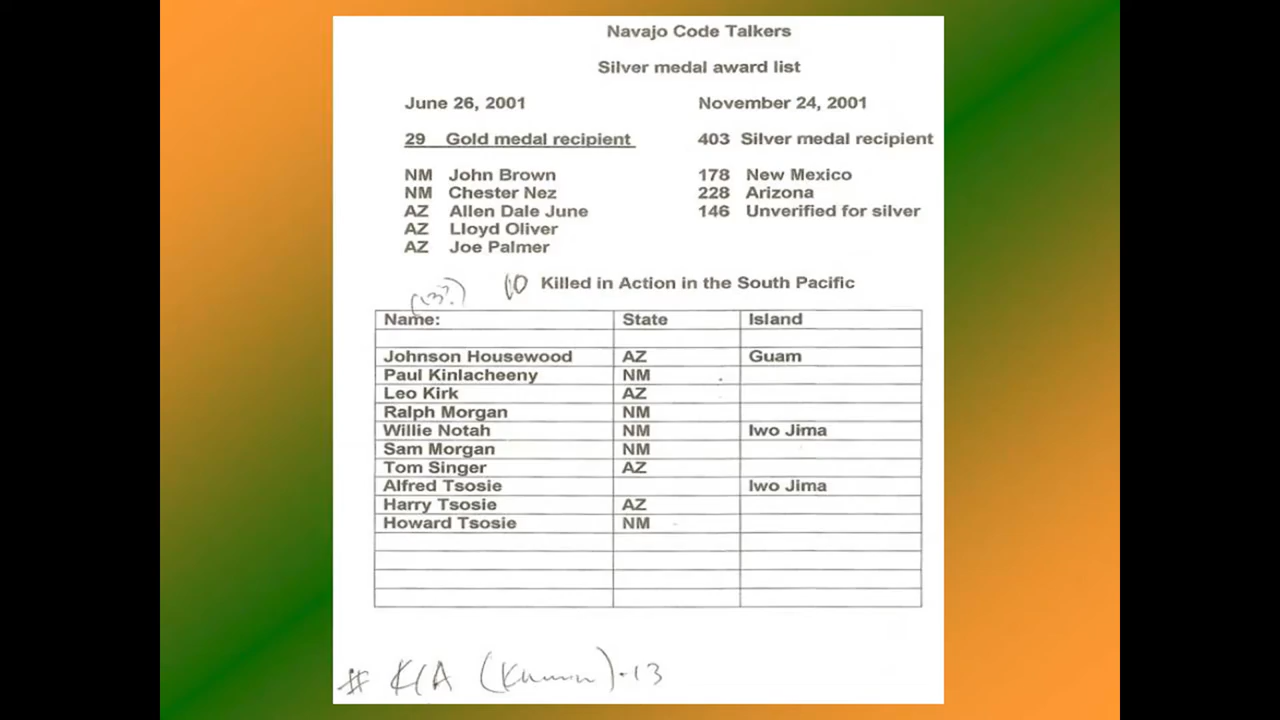 Navajo Code Talkers
Silver medal award list
June 26, 2001 November 24, 2001
29 Gold medal recipient 403 Silver medal recipient
NM John Brown 178 New Mexico
NM Chester Nez 228 Arizona
AZ Allen Dale June 146 Unverified for silver
AZ Lloyd Oliver
AZ Joe Palmer
(13?) 10 Killed in Action in the South Pacific
Name: State Island
Johnson Housewood AZ Guam
Paul Kinlacheeny NM
Leo Kirk AZ
Ralph Morgan NM
Willie Notah NM Iwo Jima
Sam Morgan NM
Tom Singer AZ
Alfred Tsosie Iwo Jima
Harry Tsosie AZ
Howard Tsosie NM
# KIA (Known) - 13